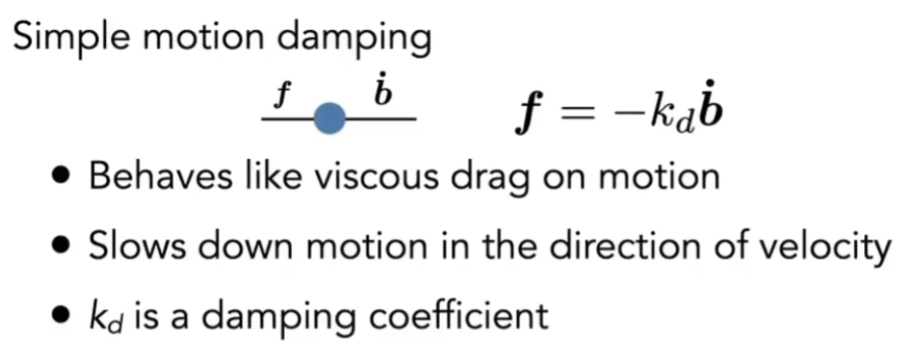 Simple motion damping
f ḃ
f = −k_d ḃ
● Behaves like viscous drag on motion
● Slows down motion in the direction of velocity
● k_d is a damping coefficient